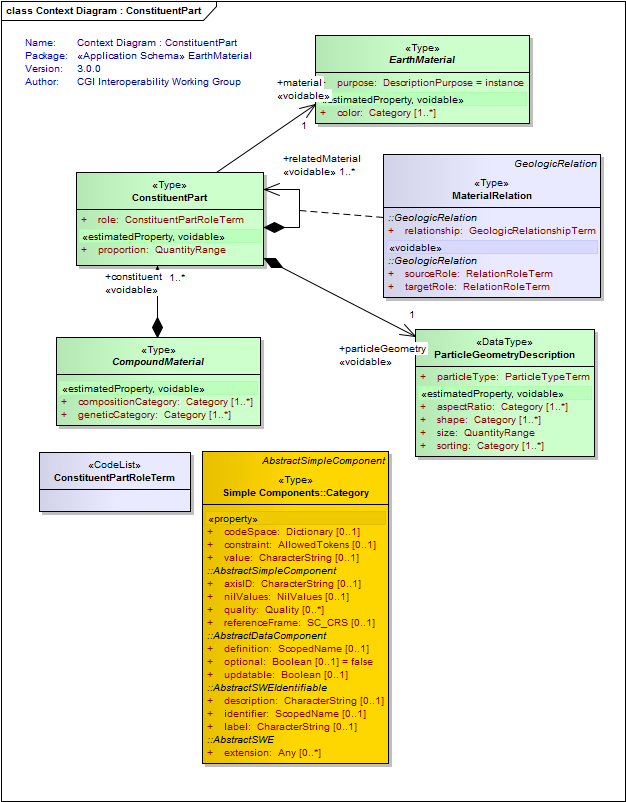 class Context Diagram : ConstituentPart
Name: Context Diagram : ConstituentPart
Package: «Application Schema» EarthMaterial
Version: 3.0.0
Author: CGI Interoperability Working Group
«Type»
EarthMaterial
+ purpose: DescriptionPurpose = instance
«estimatedProperty, voidable»
+ color: Category [1..*]
+material
«voidable»
1
+relatedMaterial
«voidable» 1..*
GeologicRelation
«Type»
MaterialRelation
::GeologicRelation
+ relationship: GeologicRelationshipTerm
«voidable»
::GeologicRelation
+ sourceRole: RelationRoleTerm
+ targetRole: RelationRoleTerm
«Type»
ConstituentPart
+ role: ConstituentPartRoleTerm
«estimatedProperty, voidable»
+ proportion: QuantityRange
+constituent 1..*
«voidable»
1
+particleGeometry
«voidable»
«DataType»
ParticleGeometryDescription
+ particleType: ParticleTypeTerm
«estimatedProperty, voidable»
+ aspectRatio: Category [1..*]
+ shape: Category [1..*]
+ size: QuantityRange
+ sorting: Category [1..*]
«Type»
CompoundMaterial
«estimatedProperty, voidable»
+ compositionCategory: Category [1..*]
+ geneticCategory: Category [1..*]
«CodeList»
ConstituentPartRoleTerm
AbstractSimpleComponent
«Type»
Simple Components::Category
«property»
+ codeSpace: Dictionary [0..1]
+ constraint: AllowedTokens [0..1]
+ value: CharacterString [0..1]
::AbstractSimpleComponent
+ axisID: CharacterString [0..1]
+ nilValues: NilValues [0..1]
+ quality: Quality [0..*]
+ referenceFrame: SC_CRS [0..1]
::AbstractDataComponent
+ definition: ScopedName [0..1]
+ optional: Boolean [0..1] = false
+ updatable: Boolean [0..1]
::AbstractSWEIdentifiable
+ description: CharacterString [0..1]
+ identifier: ScopedName [0..1]
+ label: CharacterString [0..1]
::AbstractSWE
+ extension: Any [0..*]